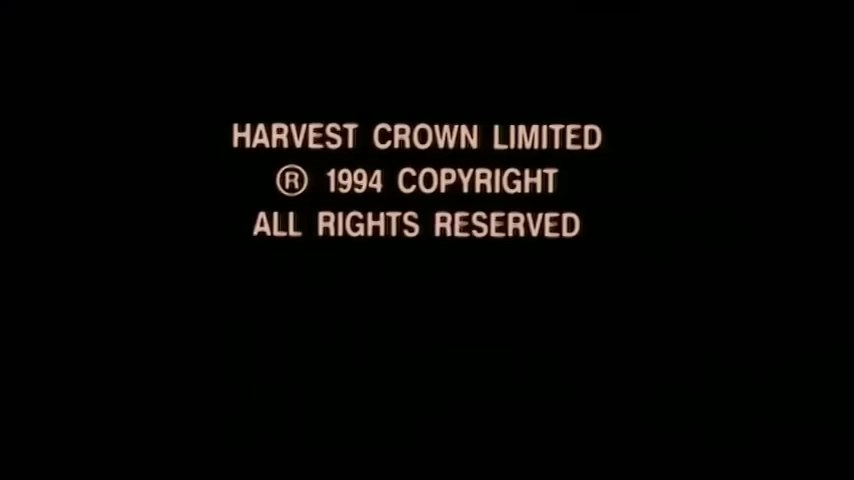 HARVEST CROWN LIMITED
® 1994 COPYRIGHT
ALL RIGHTS RESERVED